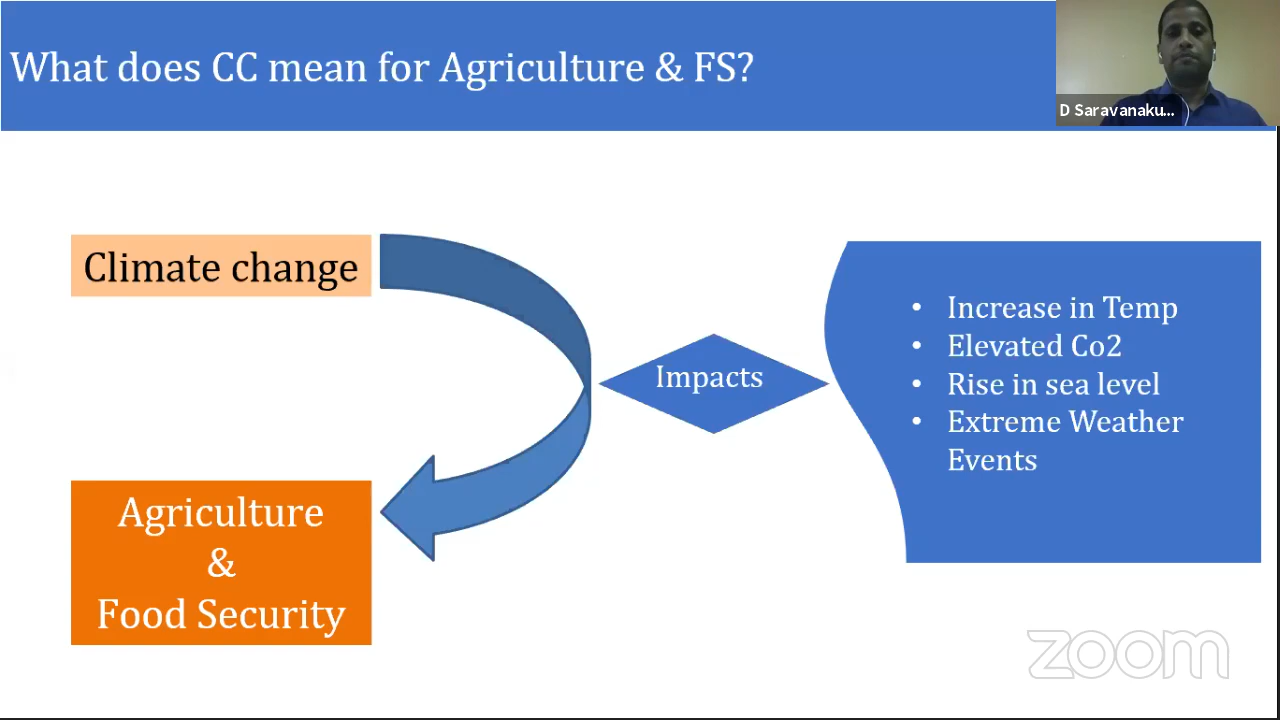 What does CC mean for Agriculture & FS?
D Saravanaku...
Climate change
Impacts
• Increase in Temp
• Elevated Co2
• Rise in sea level
• Extreme Weather
Events
Agriculture
&
Food Security
zoom